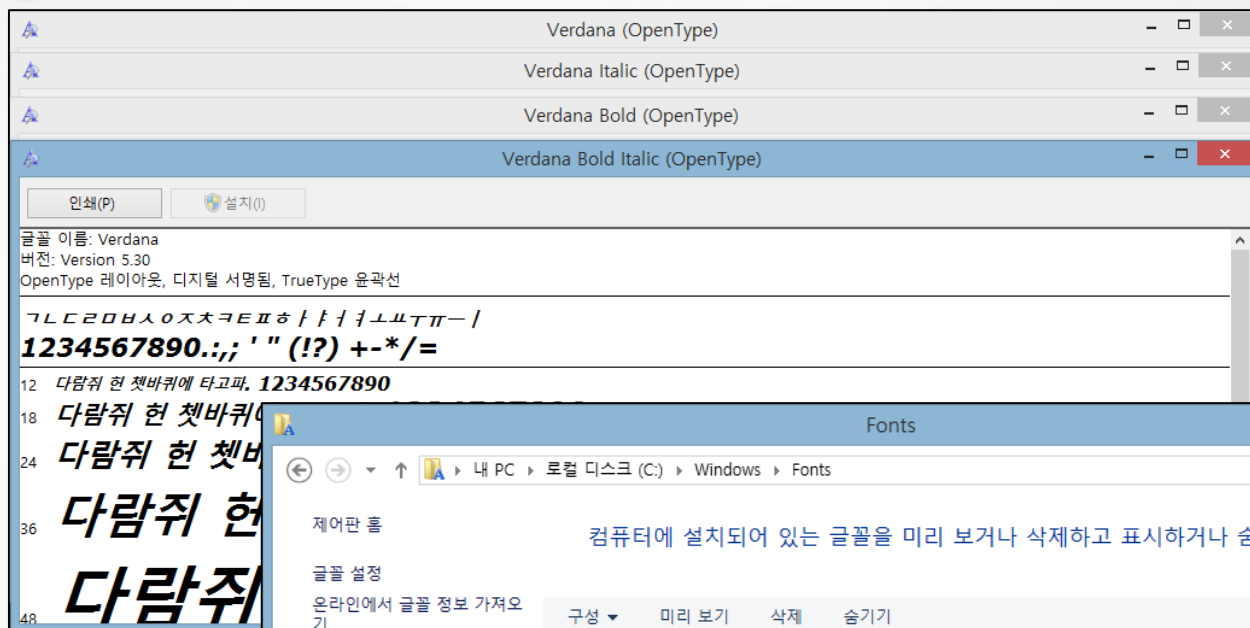 Verdana (OpenType)
Verdana Italic (OpenType)
Verdana Bold (OpenType)
Verdana Bold Italic (OpenType)
인쇄(P)
설치(I)
글꼴 이름: Verdana
버전: Version 5.30
OpenType 레이아웃, 디지털 서명됨, TrueType 윤곽선
ㄱㄴㄷㄹㅁㅂㅅㅇㅈㅊㅋㅌㅍㅎㅏㅑㅓㅕㅗㅛㅜㅠㅡㅣ
1234567890.:,; ' " (!?) +-*/=
12 다람쥐 헌 쳇바퀴에 타고파. 1234567890
18 다람쥐 헌 쳇바퀴에
24 다람쥐 헌 쳇바
36 다람쥐 헌
48 다람쥐
Fonts
내 PC 로컬 디스크 (C:) Windows Fonts
제어판 홈
글꼴 설정
온라인에서 글꼴 정보 가져오
기
컴퓨터에 설치되어 있는 글꼴을 미리 보거나 삭제하고 표시하거나 숨
구성 미리 보기 삭제 숨기기